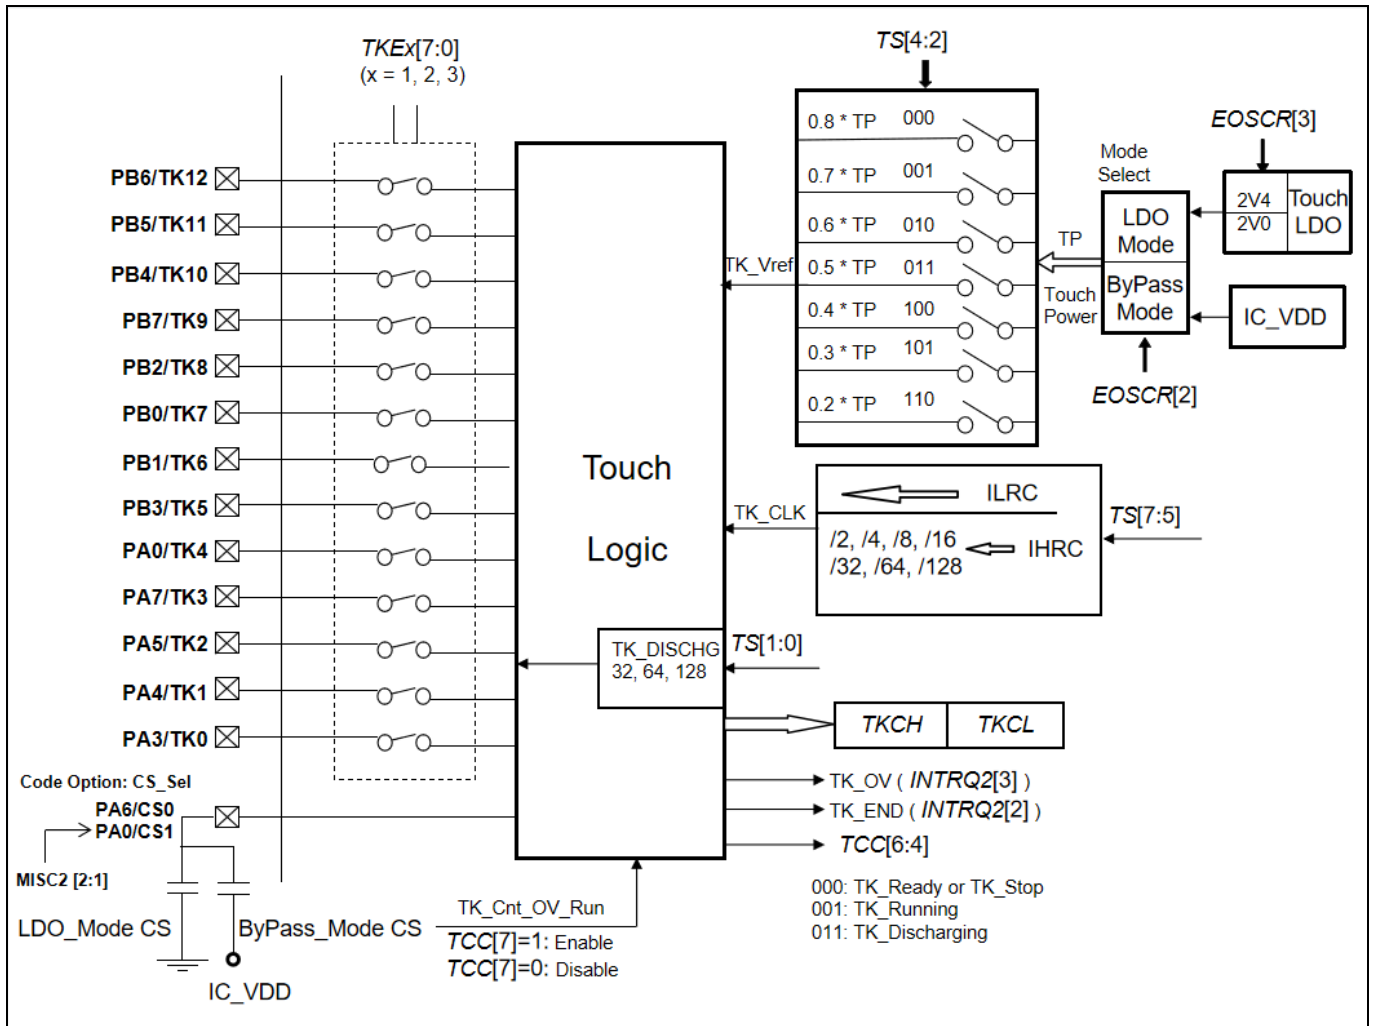 TKEx[7:0]
(x = 1, 2, 3)
TS[4:2]
EOSCR[3]
PB6/TK12
PB5/TK11
PB4/TK10
PB7/TK9
PB2/TK8
PB0/TK7
PB1/TK6
PB3/TK5
PA0/TK4
PA7/TK3
PA5/TK2
PA4/TK1
PA3/TK0
Code Option: CS_Sel
PA6/CS0
PA0/CS1
MISC2 [2:1]
LDO_Mode CS
ByPass_Mode CS
IC_VDD
Touch
Logic
TK_DISCHG
32, 64, 128
TK_Vref
0.8 * TP 000
0.7 * TP 001
0.6 * TP 010
0.5 * TP 011
0.4 * TP 100
0.3 * TP 101
0.2 * TP 110
TP
Touch
Power
Mode
Select
LDO
Mode
ByPass
Mode
2V4
2V0
Touch
LDO
IC_VDD
EOSCR[2]
TK_CLK
ILRC
/2, /4, /8, /16
/32, /64, /128
IHRC
TS[7:5]
TS[1:0]
TKCH TKCL
TK_OV ( INTRQ2[3] )
TK_END ( INTRQ2[2] )
TCC[6:4]
000: TK_Ready or TK_Stop
001: TK_Running
011: TK_Discharging
TK_Cnt_OV_Run
TCC[7]=1: Enable
TCC[7]=0: Disable